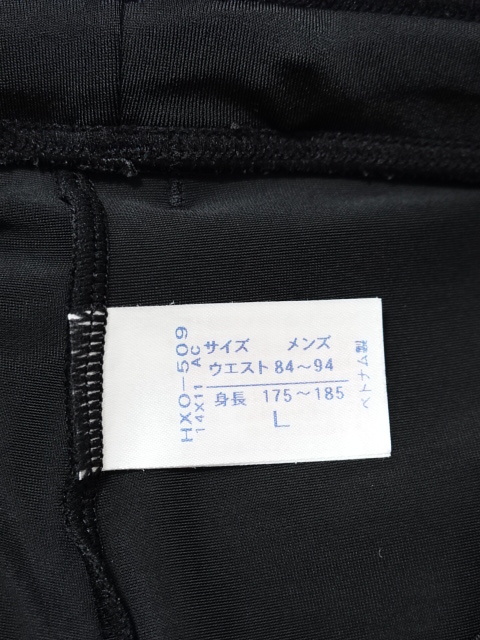 HXO-509
14X11 AC
サイズ メンズ
ウエスト 84～94
身長 175～185
L
ベトナム製